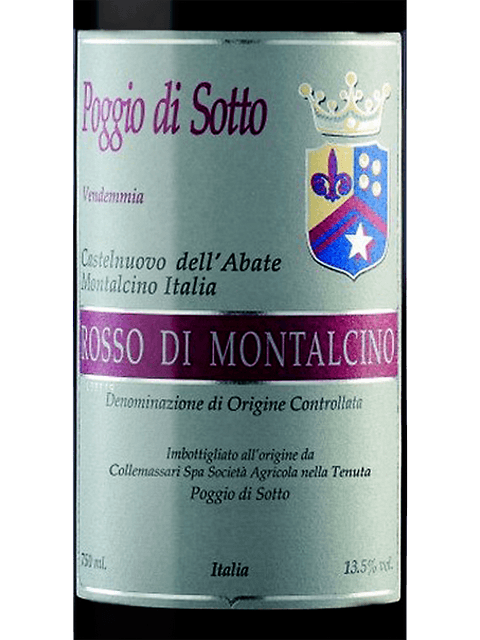 Poggio di Sotto
Vendemmia
Castelnuovo dell'Abate
Montalcino Italia
ROSSO DI MONTALCINO
Denominazione di Origine Controllata
Imbottigliato all'origine da
Collemassari Spa Società Agricola nella Tenuta
Poggio di Sotto
750 ml.
Italia
13.5% vol.